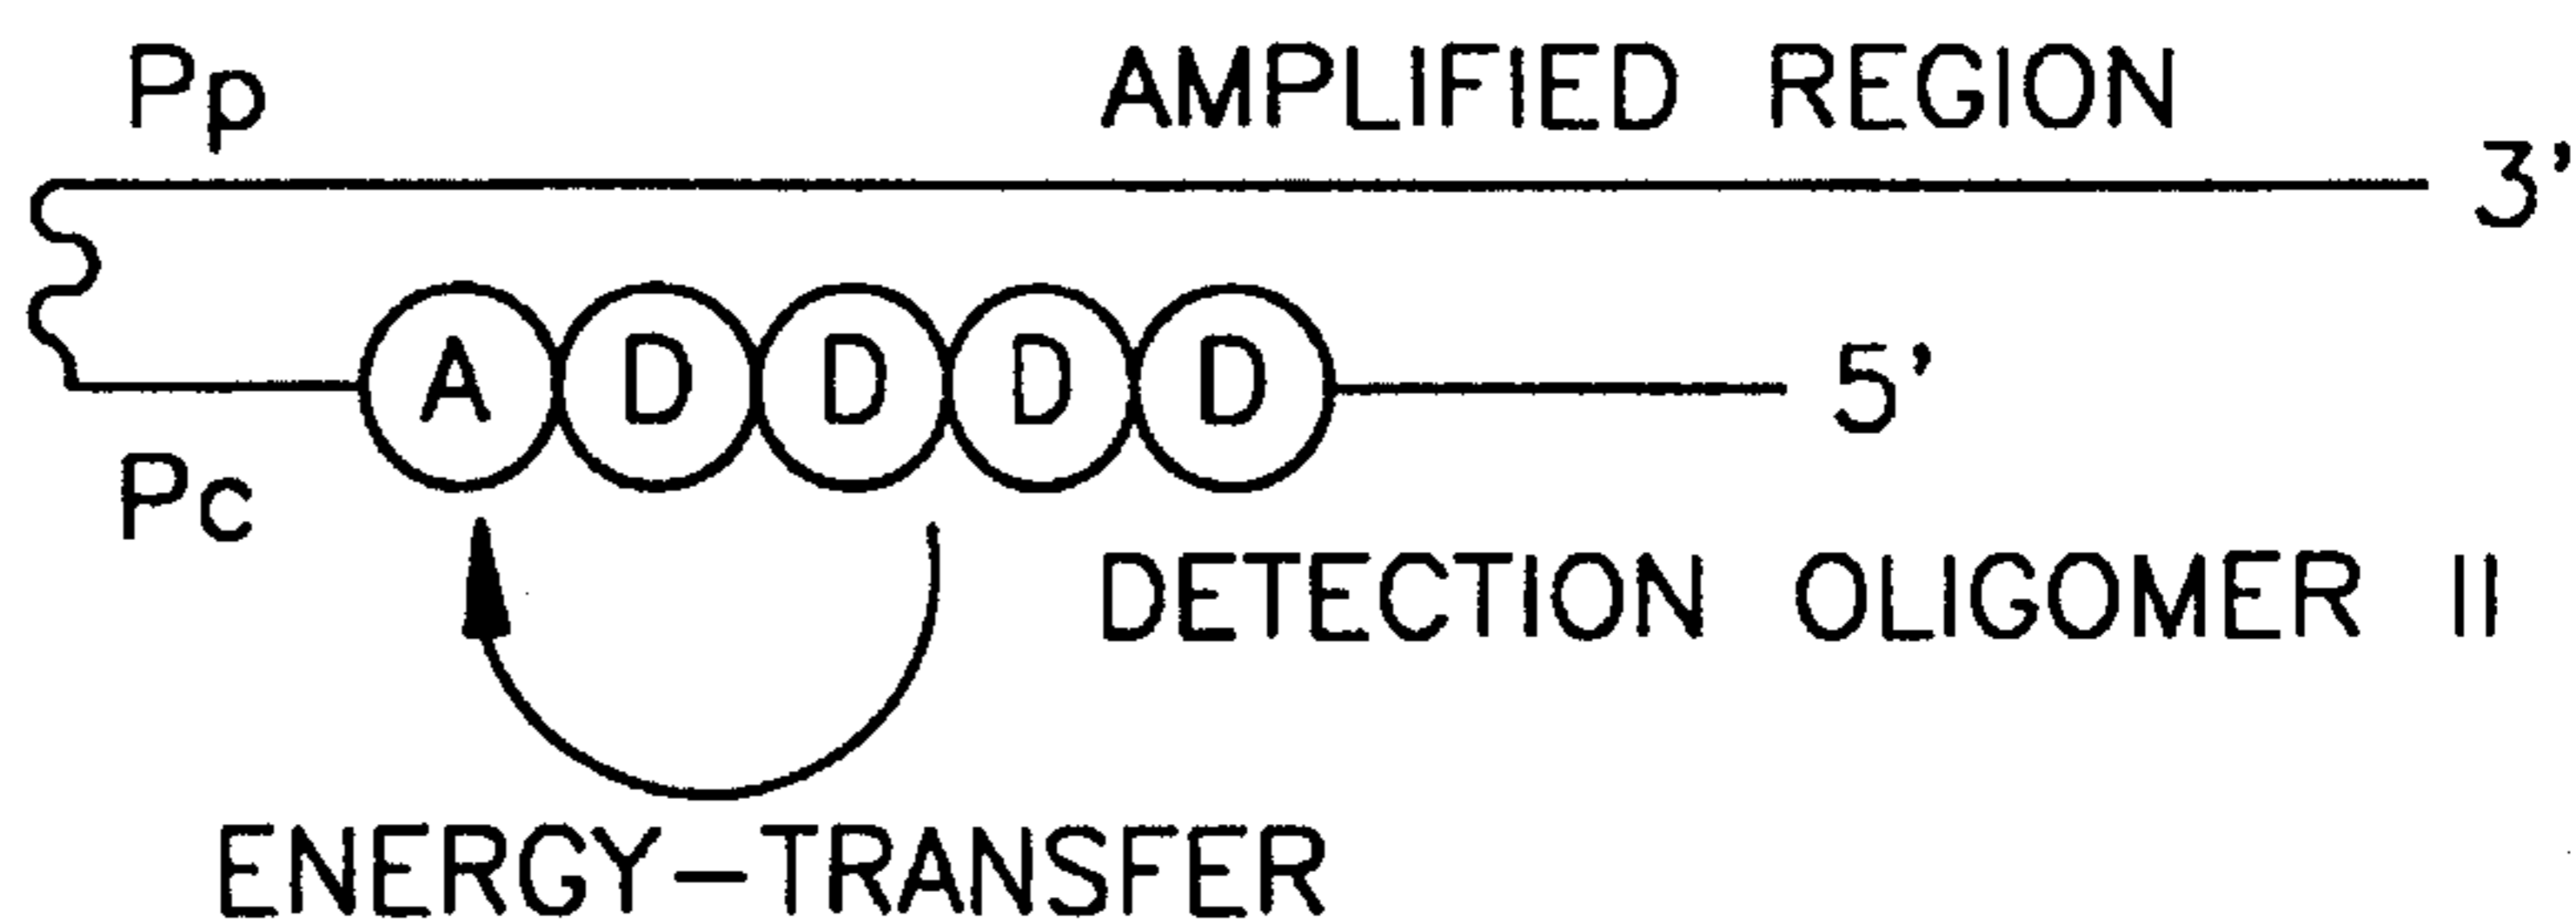 Pp AMPLIFIED REGION
3'
A D D D D 5'
Pc
DETECTION OLIGOMER II
ENERGY-TRANSFER